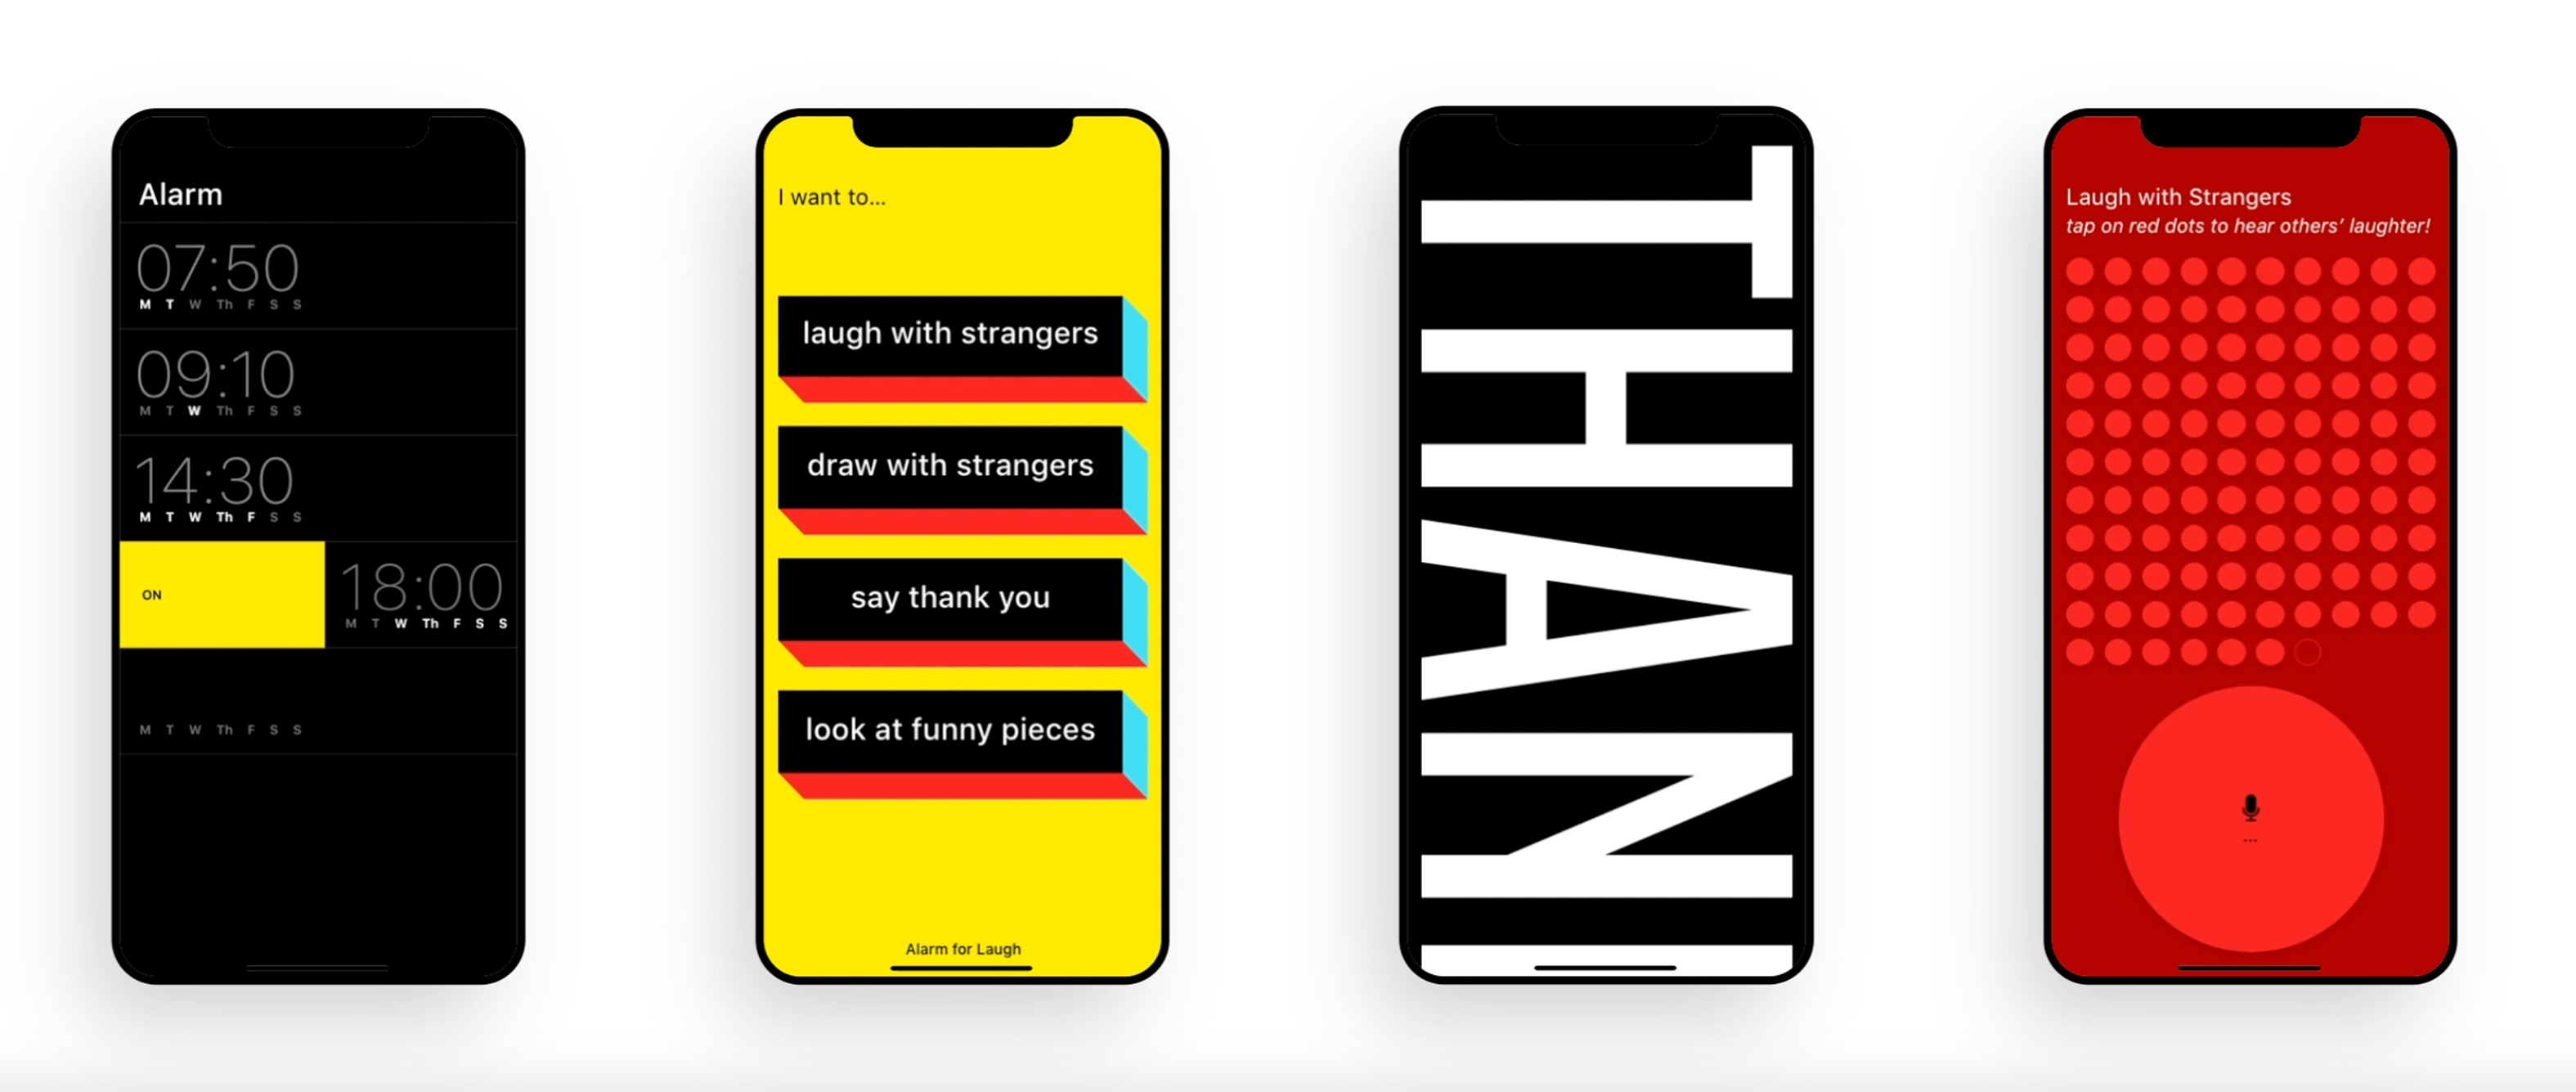 Alarm
07:50
M T W Th F S S
09:10
M T W Th F S S
14:30
M T W Th F S S
ON
18:00
M T W Th F S S
M T W Th F S S
I want to...
laugh with strangers
draw with strangers
say thank you
look at funny pieces
Alarm for Laugh
THAN
Laugh with Strangers
tap on red dots to hear others’ laughter!
...